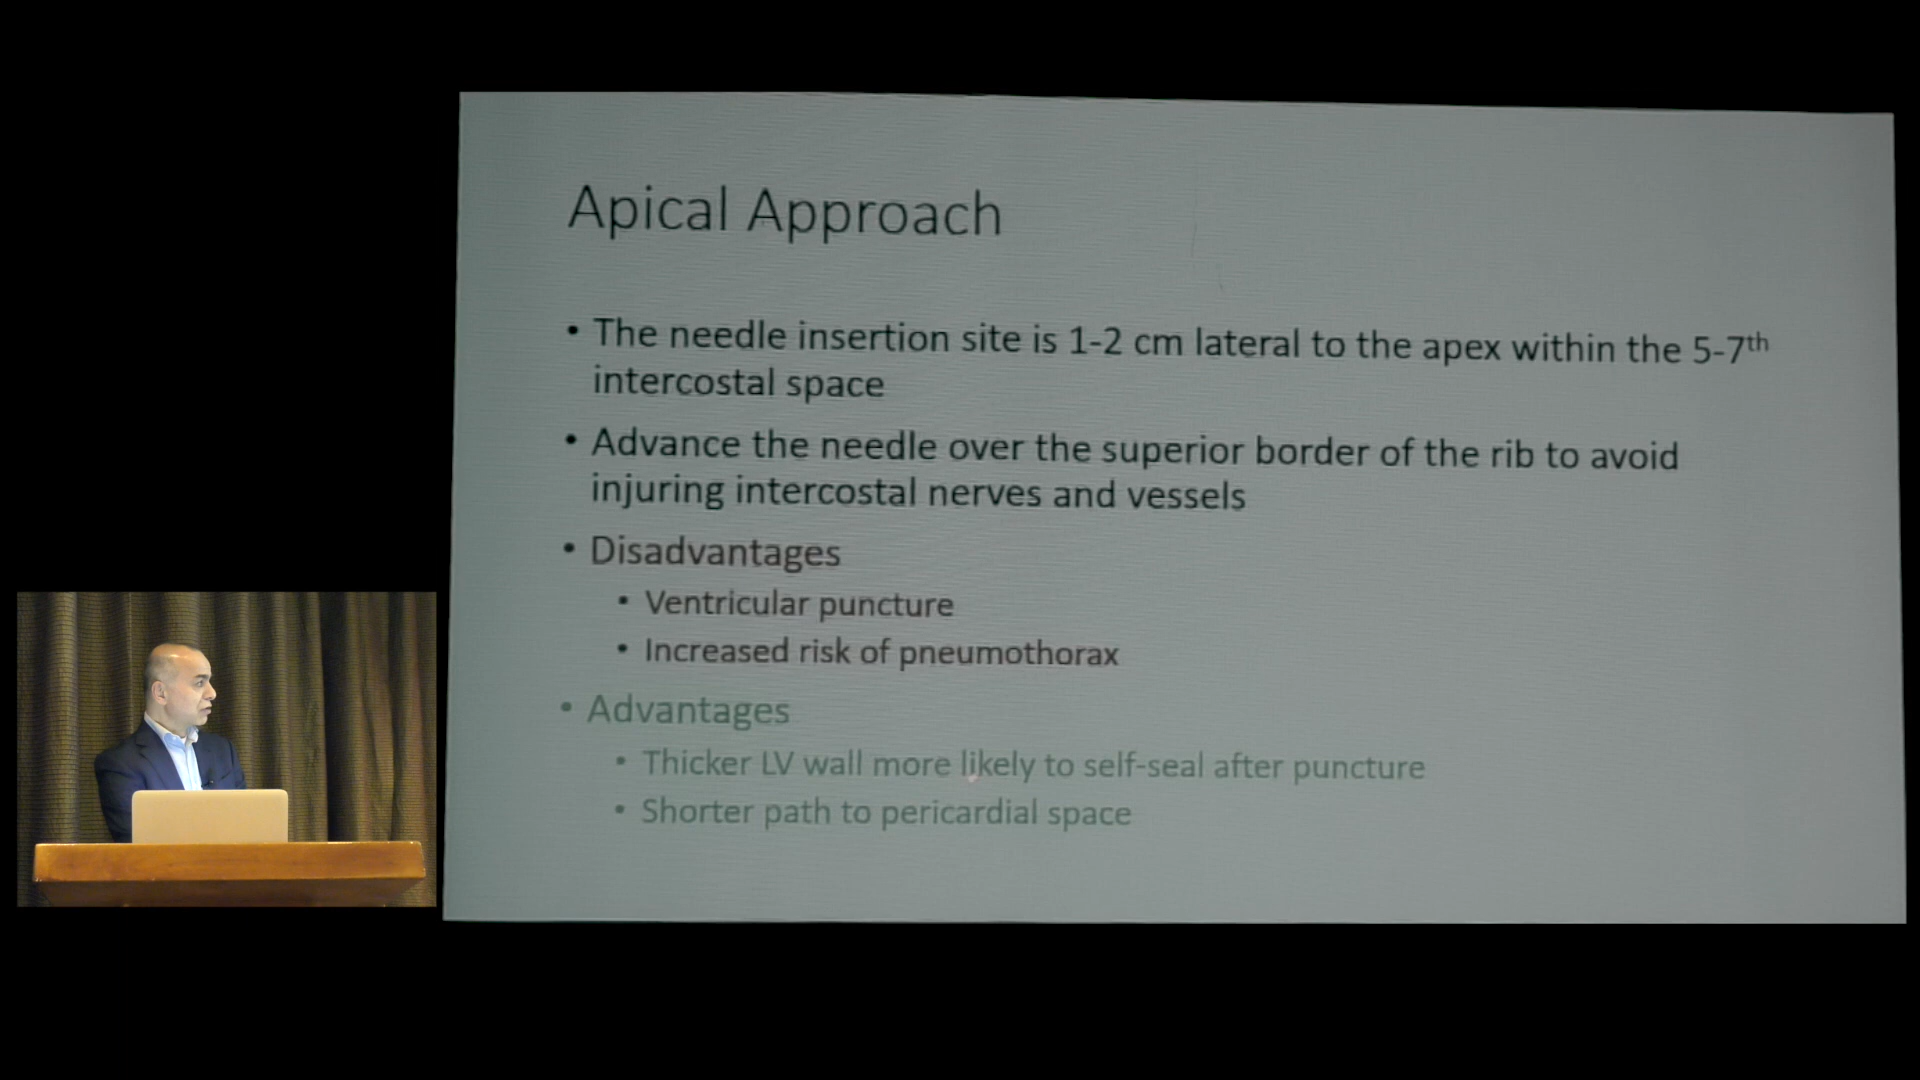 Apical Approach
• The needle insertion site is 1-2 cm lateral to the apex within the 5-7th
intercostal space
• Advance the needle over the superior border of the rib to avoid
injuring intercostal nerves and vessels
• Disadvantages
• Ventricular puncture
• Increased risk of pneumothorax
• Advantages
• Thicker LV wall more likely to self-seal after puncture
• Shorter path to pericardial space